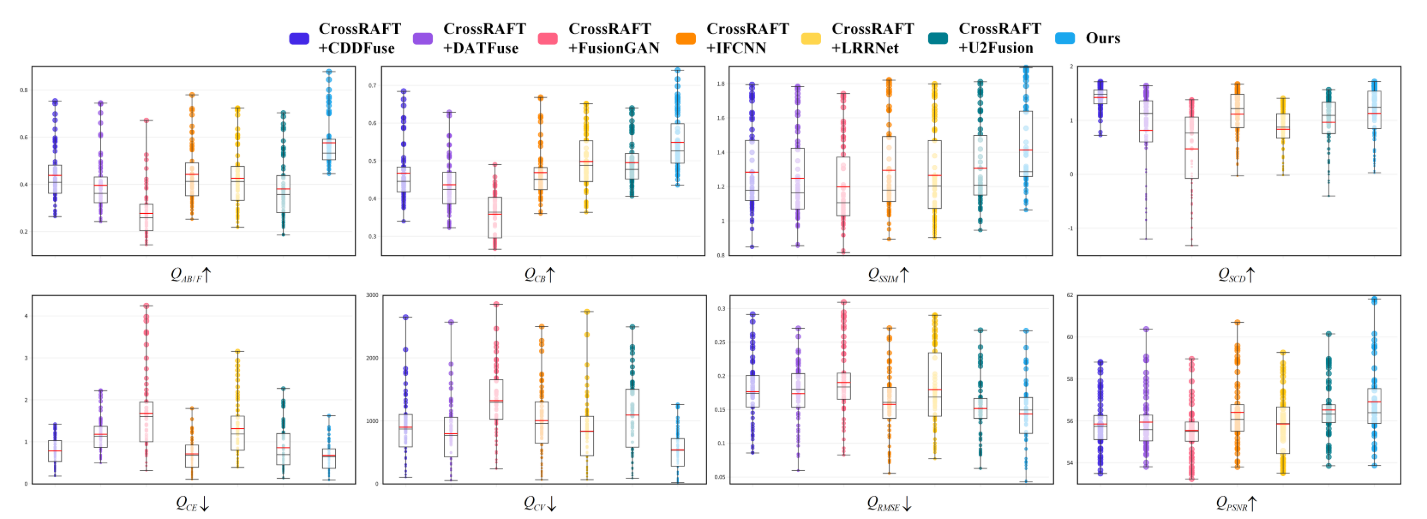 CrossRAFT +CDDFuse
CrossRAFT +DATFuse
CrossRAFT +FusionGAN
CrossRAFT +IFCNN
CrossRAFT +LRRNet
CrossRAFT +U2Fusion
Ours
0.8
0.6
0.4
0.2
Q_AB/F↑
0.7
0.6
0.5
0.4
0.3
Q_CB↑
1.8
1.6
1.4
1.2
1
0.8
Q_SSIM↑
2
1
0
-1
Q_SCD↑
4
3
2
1
0
Q_CE↓
3000
2000
1000
0
Q_CV↓
0.3
0.25
0.2
0.15
0.1
0.05
Q_RMSE↓
62
60
58
56
54
Q_PSNR↑